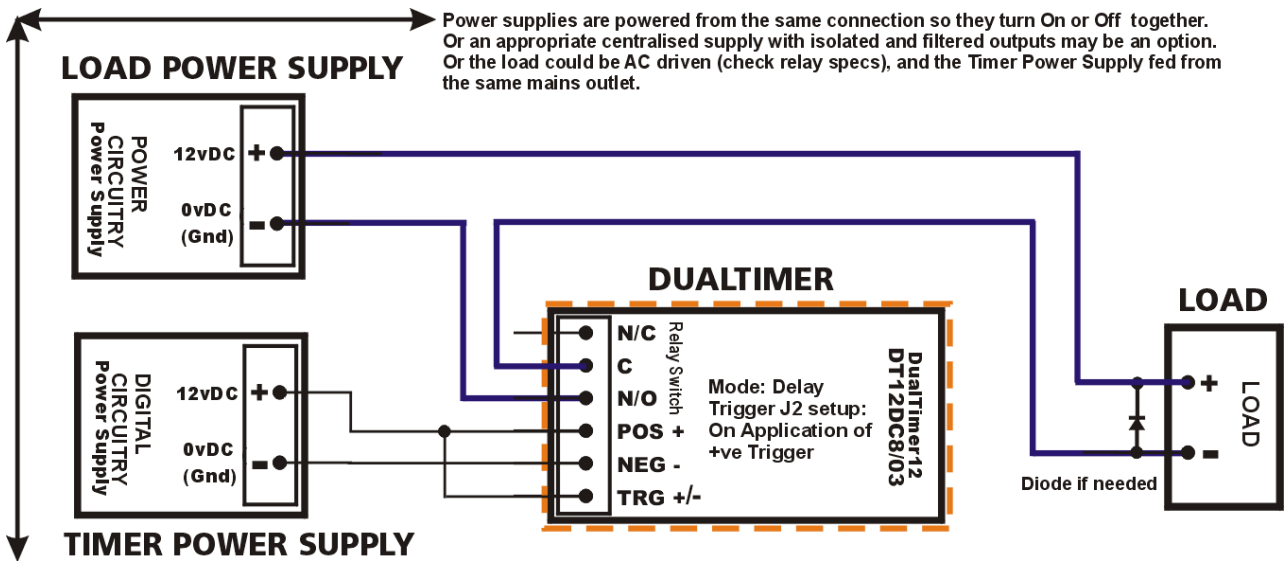 Power supplies are powered from the same connection so they turn On or Off together.
Or an appropriate centralised supply with isolated and filtered outputs may be an option.
Or the load could be AC driven (check relay specs), and the Timer Power Supply fed from
the same mains outlet.
LOAD POWER SUPPLY
POWER
CIRCUITRY
Power Supply
12vDC
+
0vDC
(Gnd)
-
DUALTIMER
N/C
C
N/O
POS +
NEG -
TRG +/-
Relay Switch
Mode: Delay
Trigger J2 setup:
On Application of
+ve Trigger
DualTimer12
DT12DC8/03
LOAD
+
-
LOAD
Diode if needed
DIGITAL
CIRCUITRY
Power Supply
12vDC
+
0vDC
(Gnd)
-
TIMER POWER SUPPLY